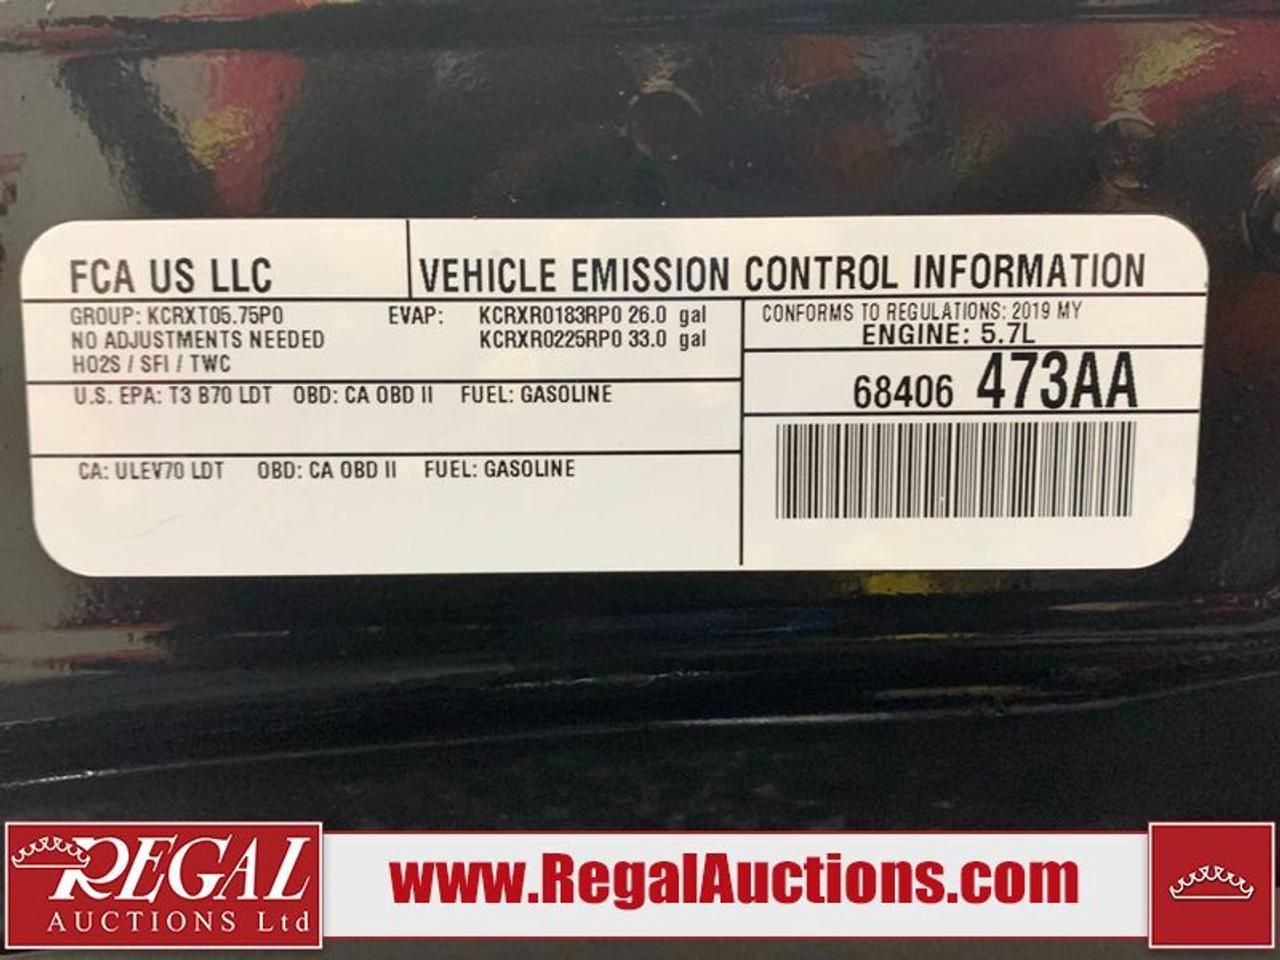 FCA US LLC
VEHICLE EMISSION CONTROL INFORMATION
GROUP: KCRXT05.75P0
NO ADJUSTMENTS NEEDED
HO2S / SFI / TWC
EVAP: KCRXR0183RP0 26.0 gal
KCRXR0225RP0 33.0 gal
U.S. EPA: T3 B70 LDT OBD: CA OBD II FUEL: GASOLINE
CA: ULEV70 LDT OBD: CA OBD II FUEL: GASOLINE
CONFORMS TO REGULATIONS: 2019 MY
ENGINE: 5.7L
68406 473AA
REGAL
AUCTIONS Ltd
www.RegalAuctions.com